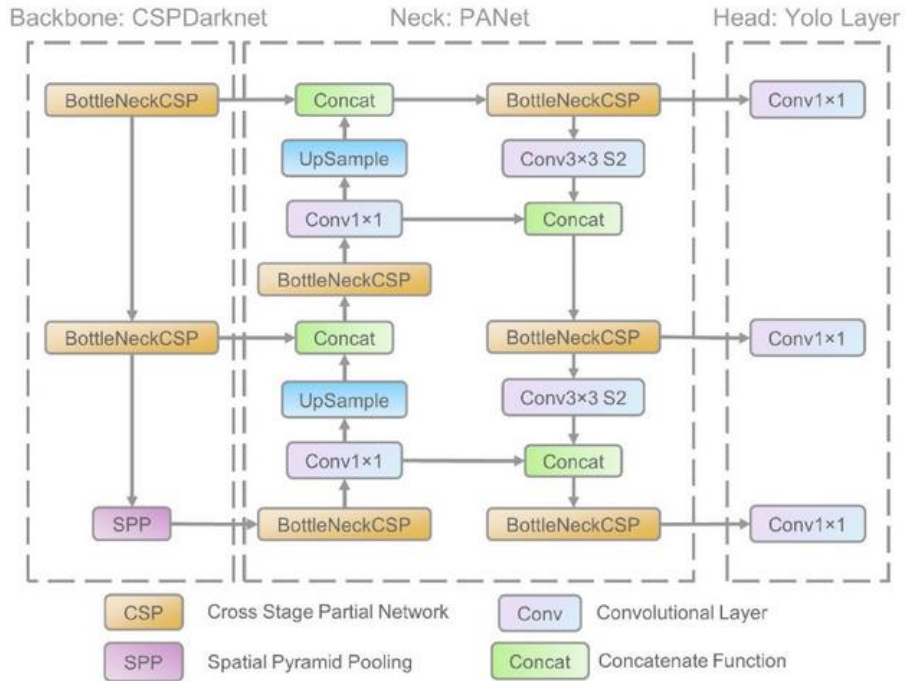 Backbone: CSPDarknet
Neck: PANet
Head: Yolo Layer
BottleNeckCSP
Concat
BottleNeckCSP
Conv1×1
UpSample
Conv3×3 S2
Conv1×1
Concat
BottleNeckCSP
BottleNeckCSP
Concat
BottleNeckCSP
Conv1×1
UpSample
Conv3×3 S2
Conv1×1
Concat
SPP
BottleNeckCSP
BottleNeckCSP
Conv1×1
CSP
Cross Stage Partial Network
Conv
Convolutional Layer
SPP
Spatial Pyramid Pooling
Concat
Concatenate Function